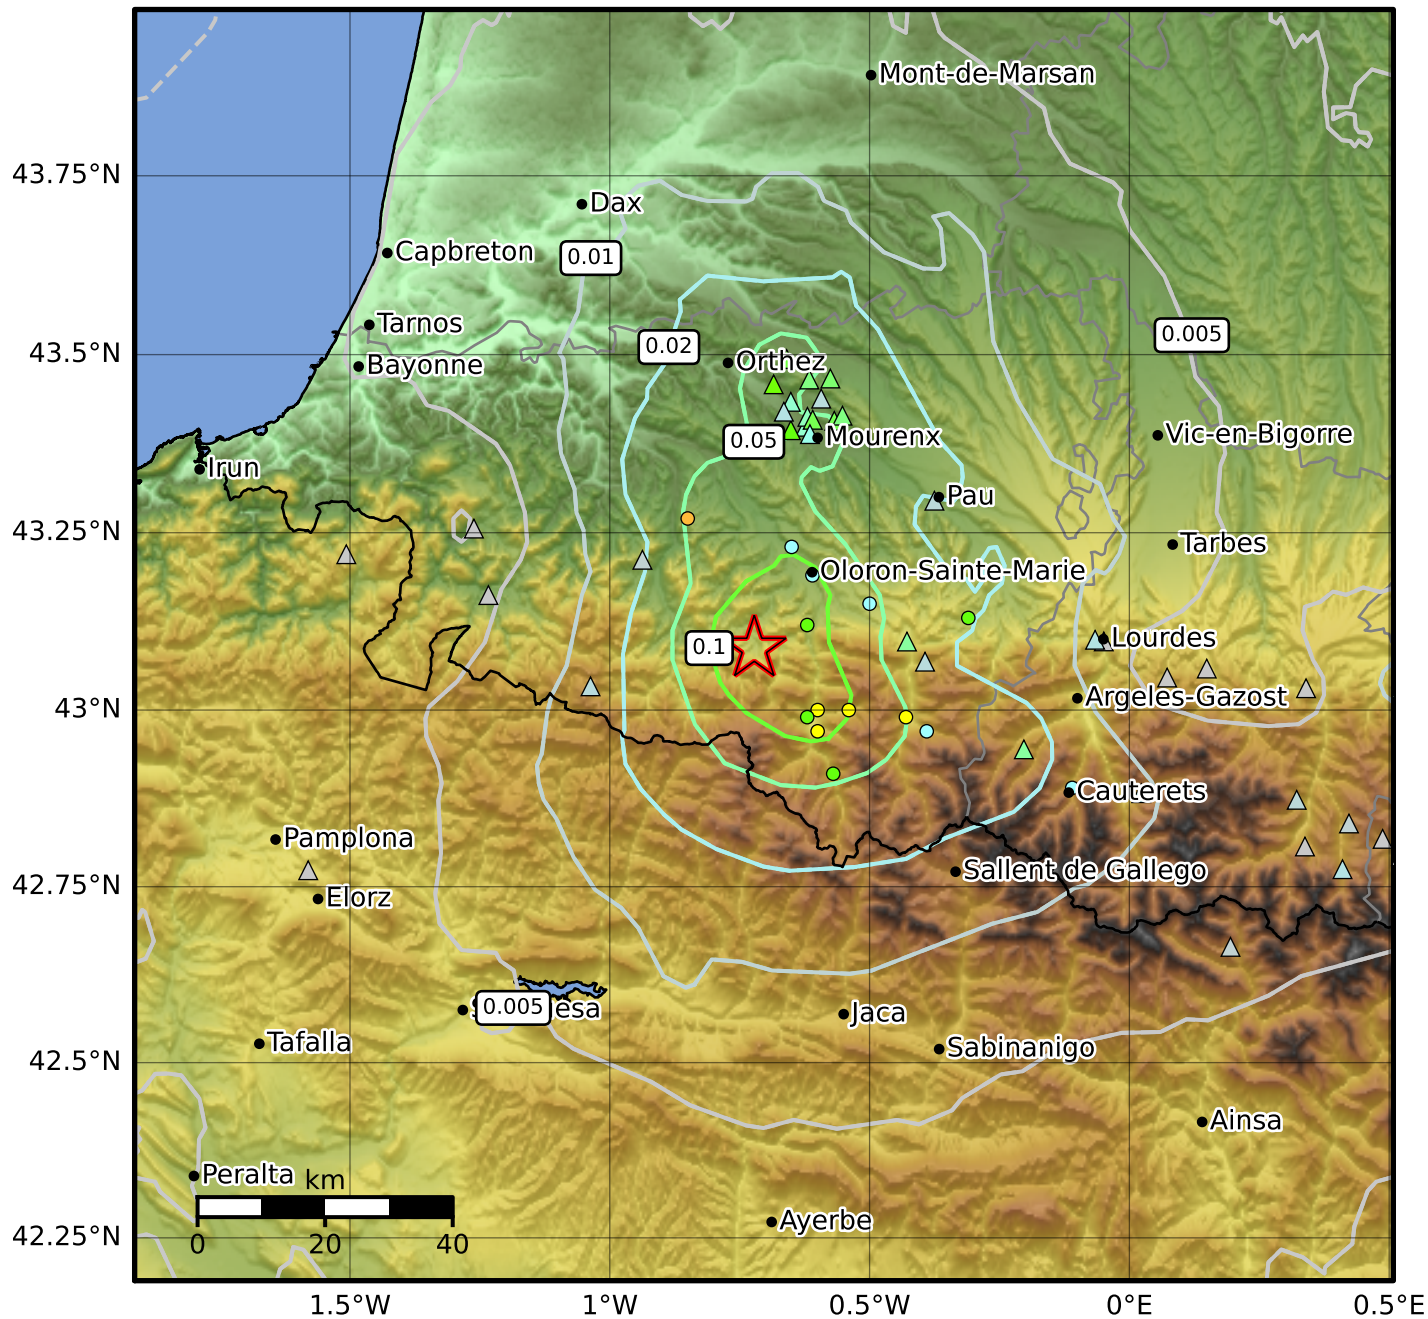 Mont-de-Marsan
43.75°N
Dax
Capbreton
0.01
Tarnos
0.005
43.5°N
0.02
Orthez
Bayonne
0.05
Mourenx
Vic-en-Bigorre
Irun
Pau
43.25°N
Tarbes
Oloron-Sainte-Marie
0.1
Lourdes
43°N
Argeles-Gazost
Cauterets
Pamplona
Sallent de Gallego
42.75°N
Elorz
0.005
Jaca
Tafalla
Sabinanigo
42.5°N
Ainsa
Peralta
km
Ayerbe
42.25°N
0 20 40
1.5°W 1°W 0.5°W 0°E 0.5°E